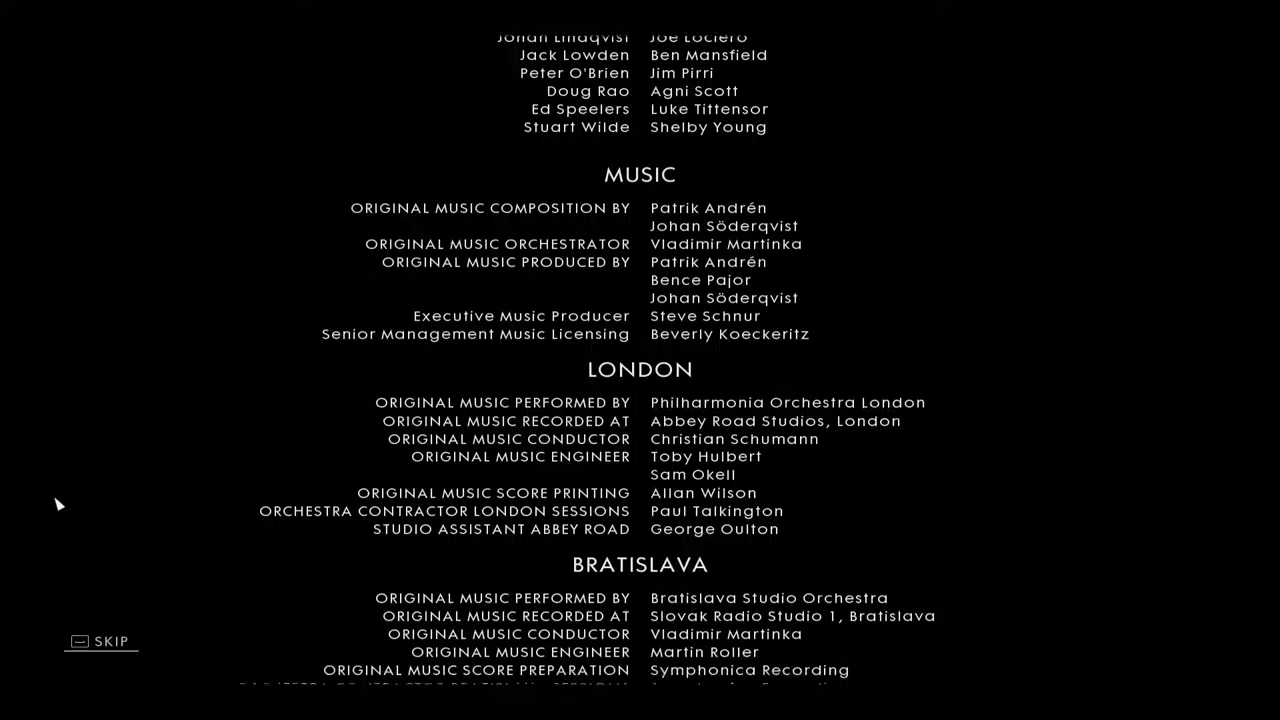 Johan Lindqvist Joe Lociero
Jack Lowden Ben Mansfield
Peter O'Brien Jim Pirri
Doug Rao Agni Scott
Ed Speelers Luke Tittensor
Stuart Wilde Shelby Young
MUSIC
ORIGINAL MUSIC COMPOSITION BY Patrik Andrén
Johan Söderqvist
ORIGINAL MUSIC ORCHESTRATOR Vladimir Martinka
ORIGINAL MUSIC PRODUCED BY Patrik Andrén
Bence Pajor
Johan Söderqvist
Executive Music Producer Steve Schnur
Senior Management Music Licensing Beverly Koeckeritz
LONDON
ORIGINAL MUSIC PERFORMED BY Philharmonia Orchestra London
ORIGINAL MUSIC RECORDED AT Abbey Road Studios, London
ORIGINAL MUSIC CONDUCTOR Christian Schumann
ORIGINAL MUSIC ENGINEER Toby Hulbert
Sam Okell
ORIGINAL MUSIC SCORE PRINTING Allan Wilson
ORCHESTRA CONTRACTOR LONDON SESSIONS Paul Talkington
STUDIO ASSISTANT ABBEY ROAD George Oulton
BRATISLAVA
ORIGINAL MUSIC PERFORMED BY Bratislava Studio Orchestra
ORIGINAL MUSIC RECORDED AT Slovak Radio Studio 1, Bratislava
ORIGINAL MUSIC CONDUCTOR Vladimir Martinka
SKIP
ORIGINAL MUSIC ENGINEER Martin Roller
ORIGINAL MUSIC SCORE PREPARATION Symphonica Recording